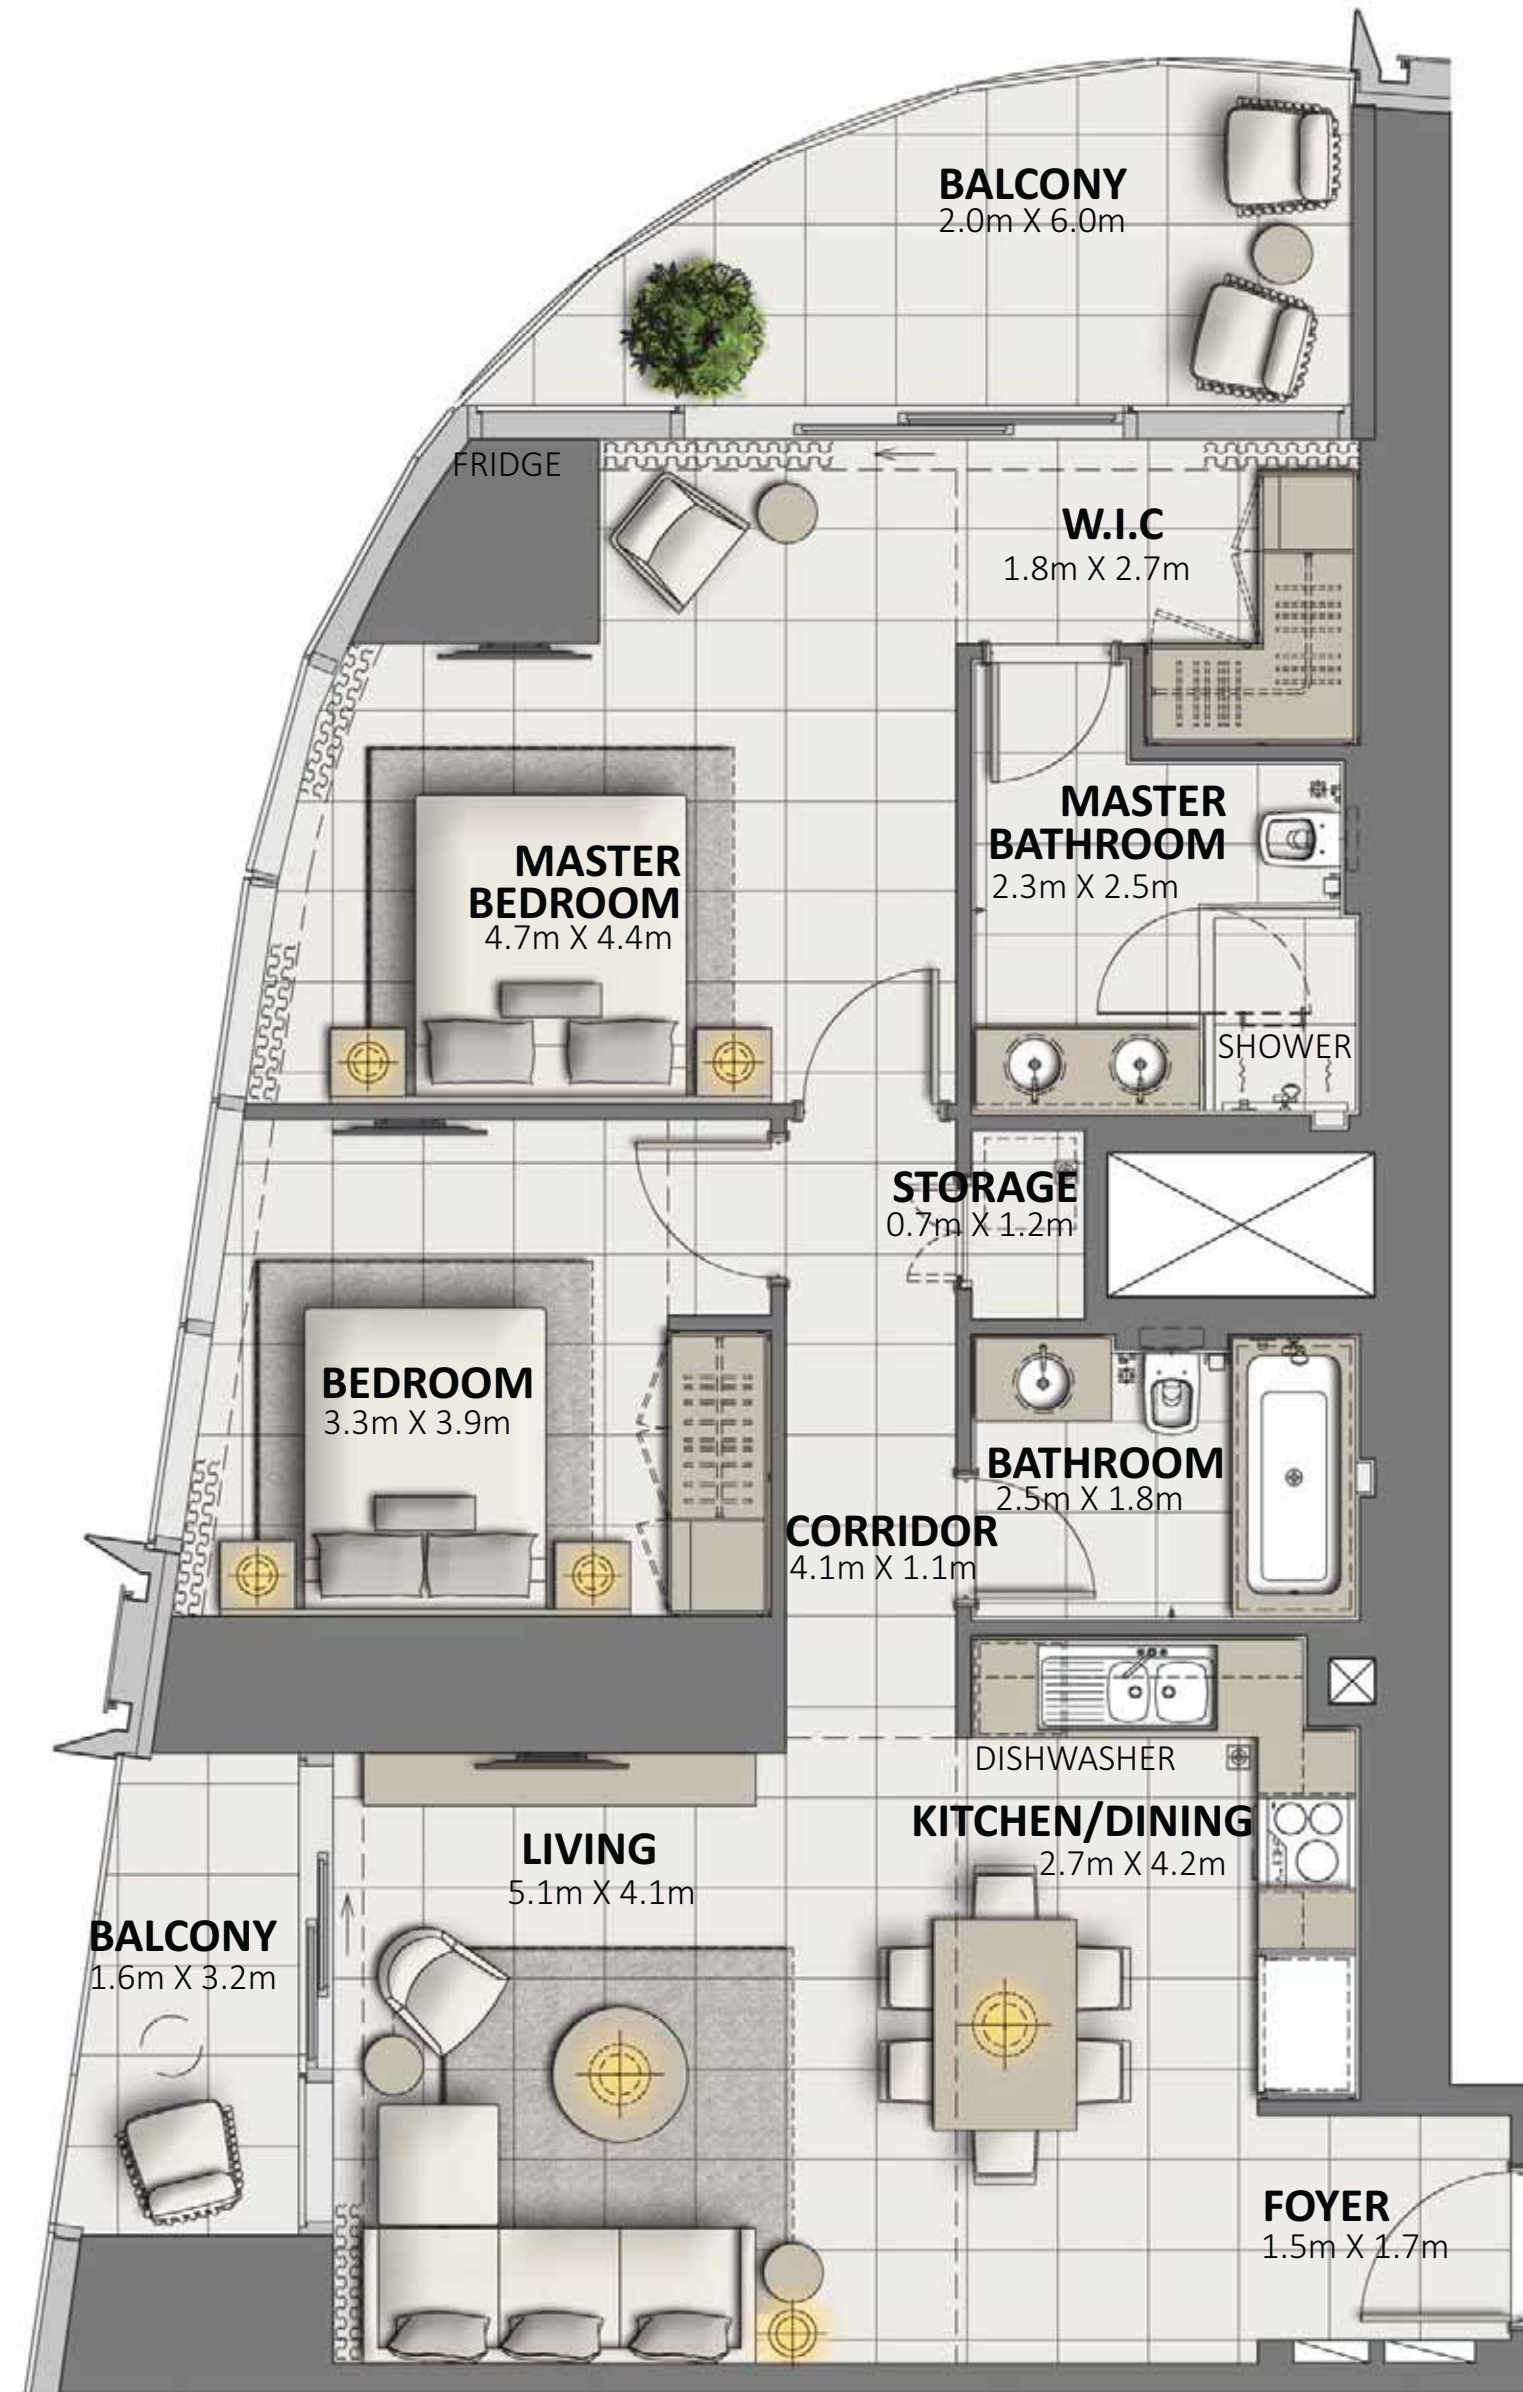 BALCONY
2.0m X 6.0m
FRIDGE
W.I.C
1.8m X 2.7m
MASTER
BATHROOM
2.3m X 2.5m
MASTER
BEDROOM
4.7m X 4.4m
SHOWER
STORAGE
0.7m X 1.2m
BEDROOM
3.3m X 3.9m
BATHROOM
2.5m X 1.8m
CORRIDOR
4.1m X 1.1m
DISHWASHER
KITCHEN/DINING
2.7m X 4.2m
LIVING
5.1m X 4.1m
BALCONY
1.6m X 3.2m
FOYER
1.5m X 1.7m